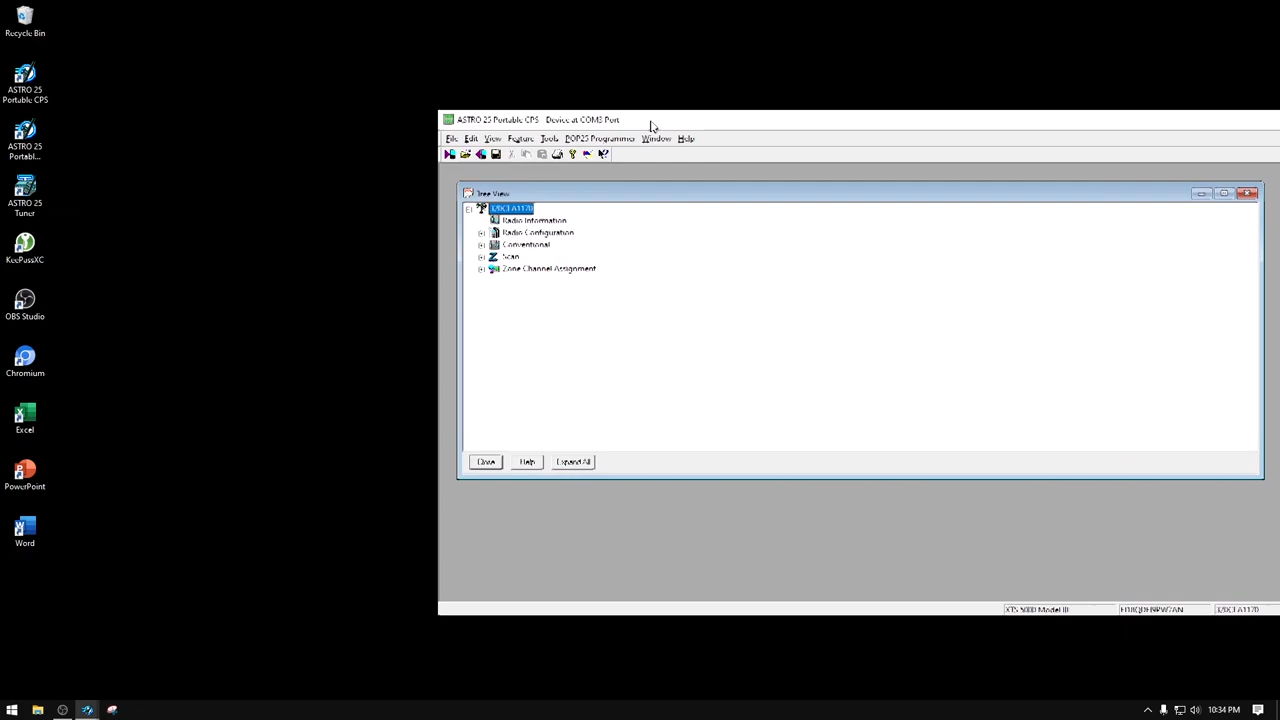 Recycle Bin
ASTRO 25
Portable CPS
ASTRO 25
Portabl...
ASTRO 25
Tuner
KeePassXC
OBS Studio
Chromium
Excel
PowerPoint
Word
ASTRO 25 Portable CPS - Device at COM3 Port
File Edit View Feature Tools POP25 Programmer Window Help
Tree View
Radio Information
Radio Configuration
Conventional
Scan
Zone Channel Assignment
Close Help Expand All
XTS 5000 Model III
10:34 PM